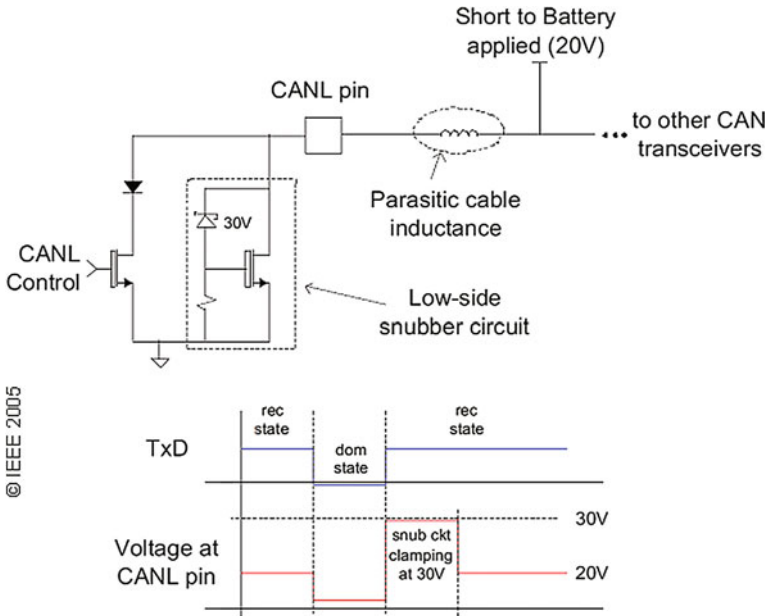 Short to Battery
applied (20V)
CANL pin
to other CAN
transceivers
Parasitic cable
inductance
30V
CANL
Control
Low-side
snubber circuit
© IEEE 2005
rec
state
rec
state
TxD
dom
state
30V
Voltage at
CANL pin
snub ckt
clamping
at 30V
20V